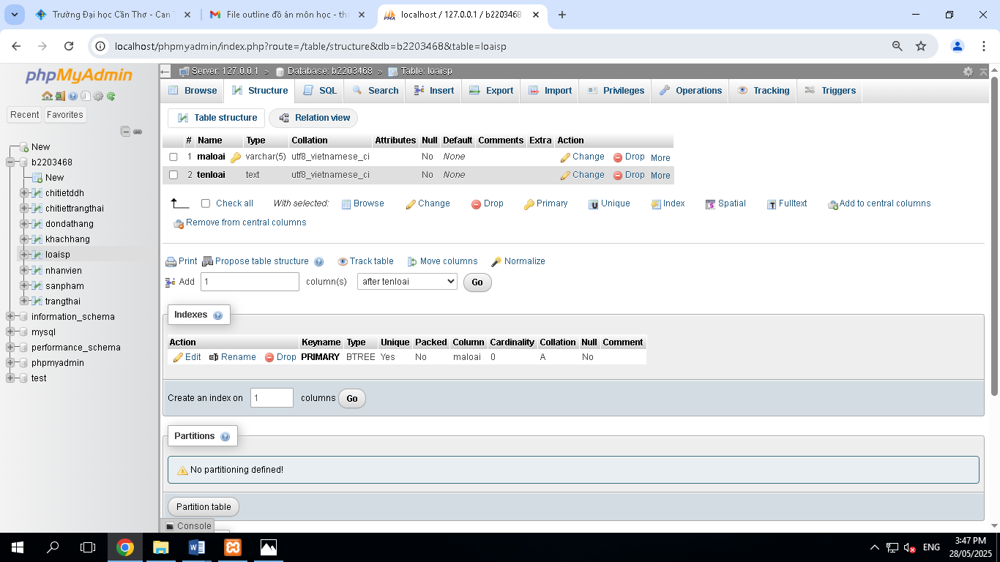 Trường Đại học Cần Thơ - Can T
File outline đồ án môn học - the
localhost / 127.0.0.1 / b2203468
localhost/phpmyadmin/index.php?route=/table/structure&db=b2203468&table=loaisp
phpMyAdmin
Recent Favorites
New
b2203468
New
chitietddh
chitiettrangthai
dondathang
khachhang
loaisp
nhanvien
sanpham
trangthai
information_schema
mysql
performance_schema
phpmyadmin
test
Server: 127.0.0.1 » Database: b2203468 » Table: loaisp
Browse Structure SQL Search Insert Export Import Privileges Operations Tracking Triggers
Table structure Relation view
# Name Type Collation Attributes Null Default Comments Extra Action
1 maloai varchar(5) utf8_vietnamese_ci No None Change Drop More
2 tenloai text utf8_vietnamese_ci No None Change Drop More
Check all With selected: Browse Change Drop Primary Unique Index Spatial Fulltext Add to central columns
Remove from central columns
Print Propose table structure Track table Move columns Normalize
Add 1 column(s) after tenloai Go
Indexes
Action Keyname Type Unique Packed Column Cardinality Collation Null Comment
Edit Rename Drop PRIMARY BTREE Yes No maloai 0 A No
Create an index on 1 columns Go
Partitions
No partitioning defined!
Partition table
Console
ENG
3:47 PM
28/05/2025